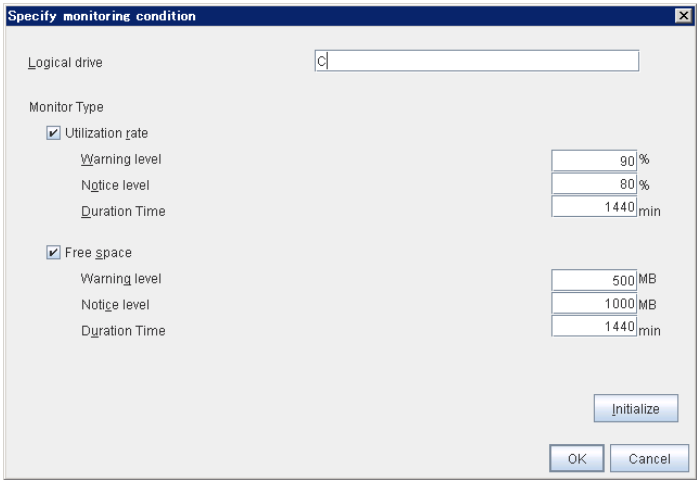 Specify monitoring condition
Logical drive C
Monitor Type
Utilization rate
Warning level 90 %
Notice level 80 %
Duration Time 1440 min
Free space
Warning level 500 MB
Notice level 1000 MB
Duration Time 1440 min
Initialize
OK Cancel